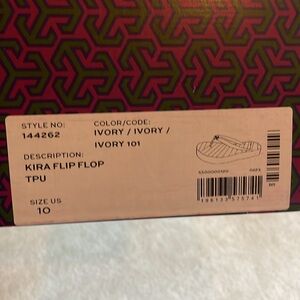 STYLE NO:
144262
COLOR/CODE:
IVORY / IVORY /
IVORY 101
DESCRIPTION:
KIRA FLIP FLOP
TPU
SIZE US
10